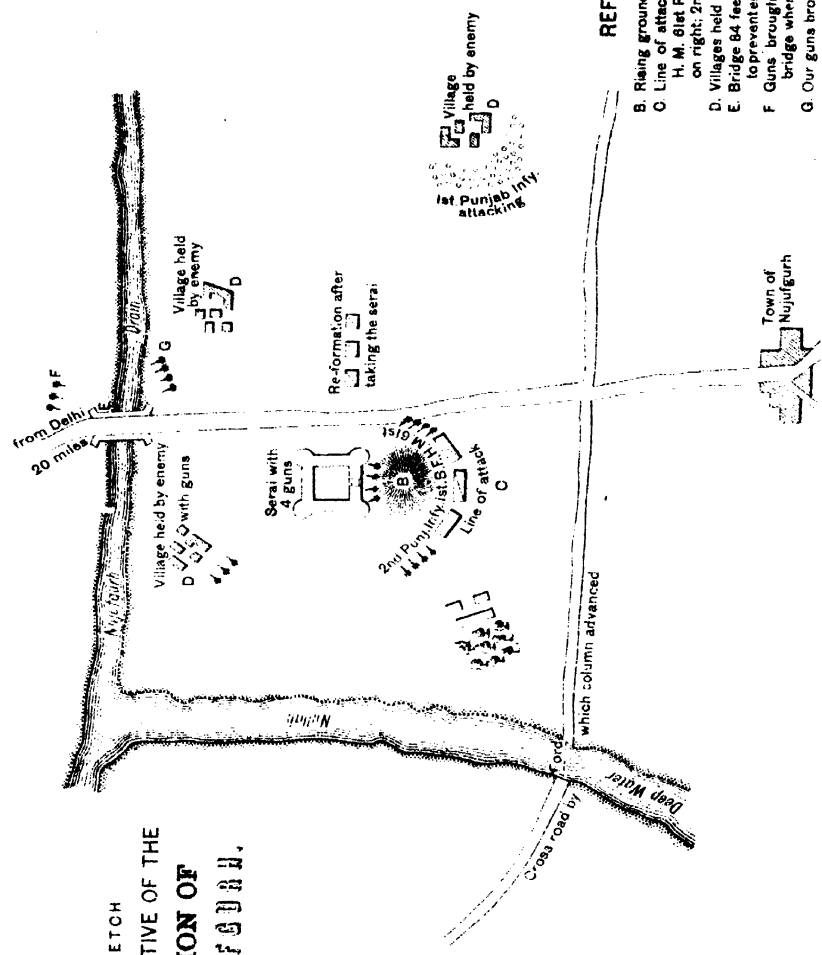 ETCH
TIVE OF THE
ION OF
from Delhi
20 miles
E
F
G
Drain
Village held
by enemy
D
Village held by enemy
with guns
D
Nujufgurh
Nullah
Serai with
4 guns
Re-formation after
taking the serai
B
2nd Punj. Infy. 1st. B.F. H.M 61st
Line of attack
C
Village
held by enemy
D
1st. Punjab Infy.
attacking
Town of
Nujufgurh
Cross road by
Ford
which column advanced
Deep Water
REF
B. Rising ground
C. Line of attac
H. M. 61st
on right; 2n
D. Villages held
E. Bridge 84 fee
to prevent e
F Guns brough
bridge whe
G. Our guns bro